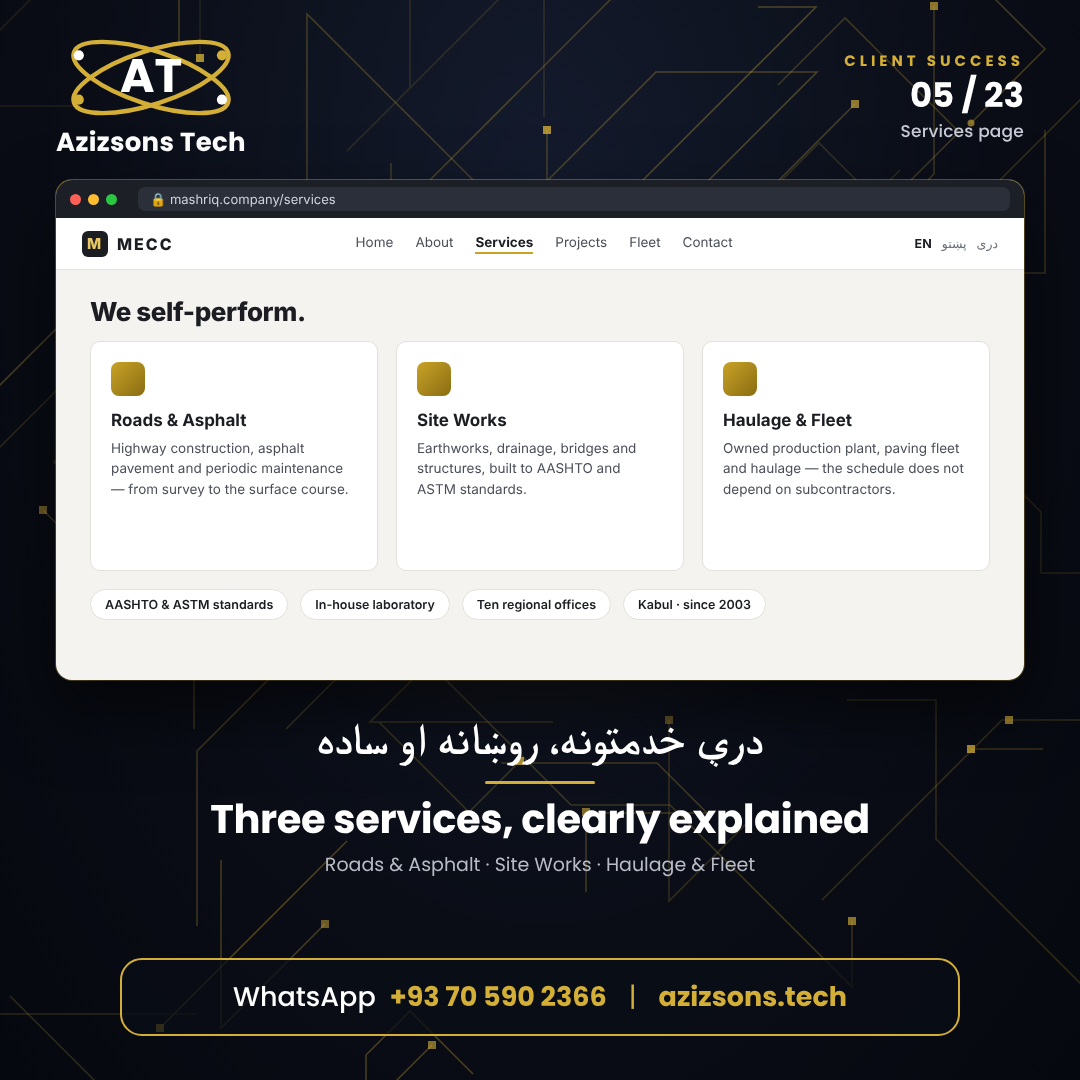 AT
Azizsons Tech
CLIENT SUCCESS
05 / 23
Services page
mashriq.company/services
M MECC
Home About Services Projects Fleet Contact
EN پښتو دری
We self-perform.
Roads & Asphalt
Highway construction, asphalt
pavement and periodic maintenance
— from survey to the surface course.
Site Works
Earthworks, drainage, bridges and
structures, built to AASHTO and
ASTM standards.
Haulage & Fleet
Owned production plant, paving fleet
and haulage — the schedule does not
depend on subcontractors.
AASHTO & ASTM standards
In-house laboratory
Ten regional offices
Kabul · since 2003
درې خدمتونه، روښانه او ساده
Three services, clearly explained
Roads & Asphalt · Site Works · Haulage & Fleet
WhatsApp +93 70 590 2366 | azizsons.tech